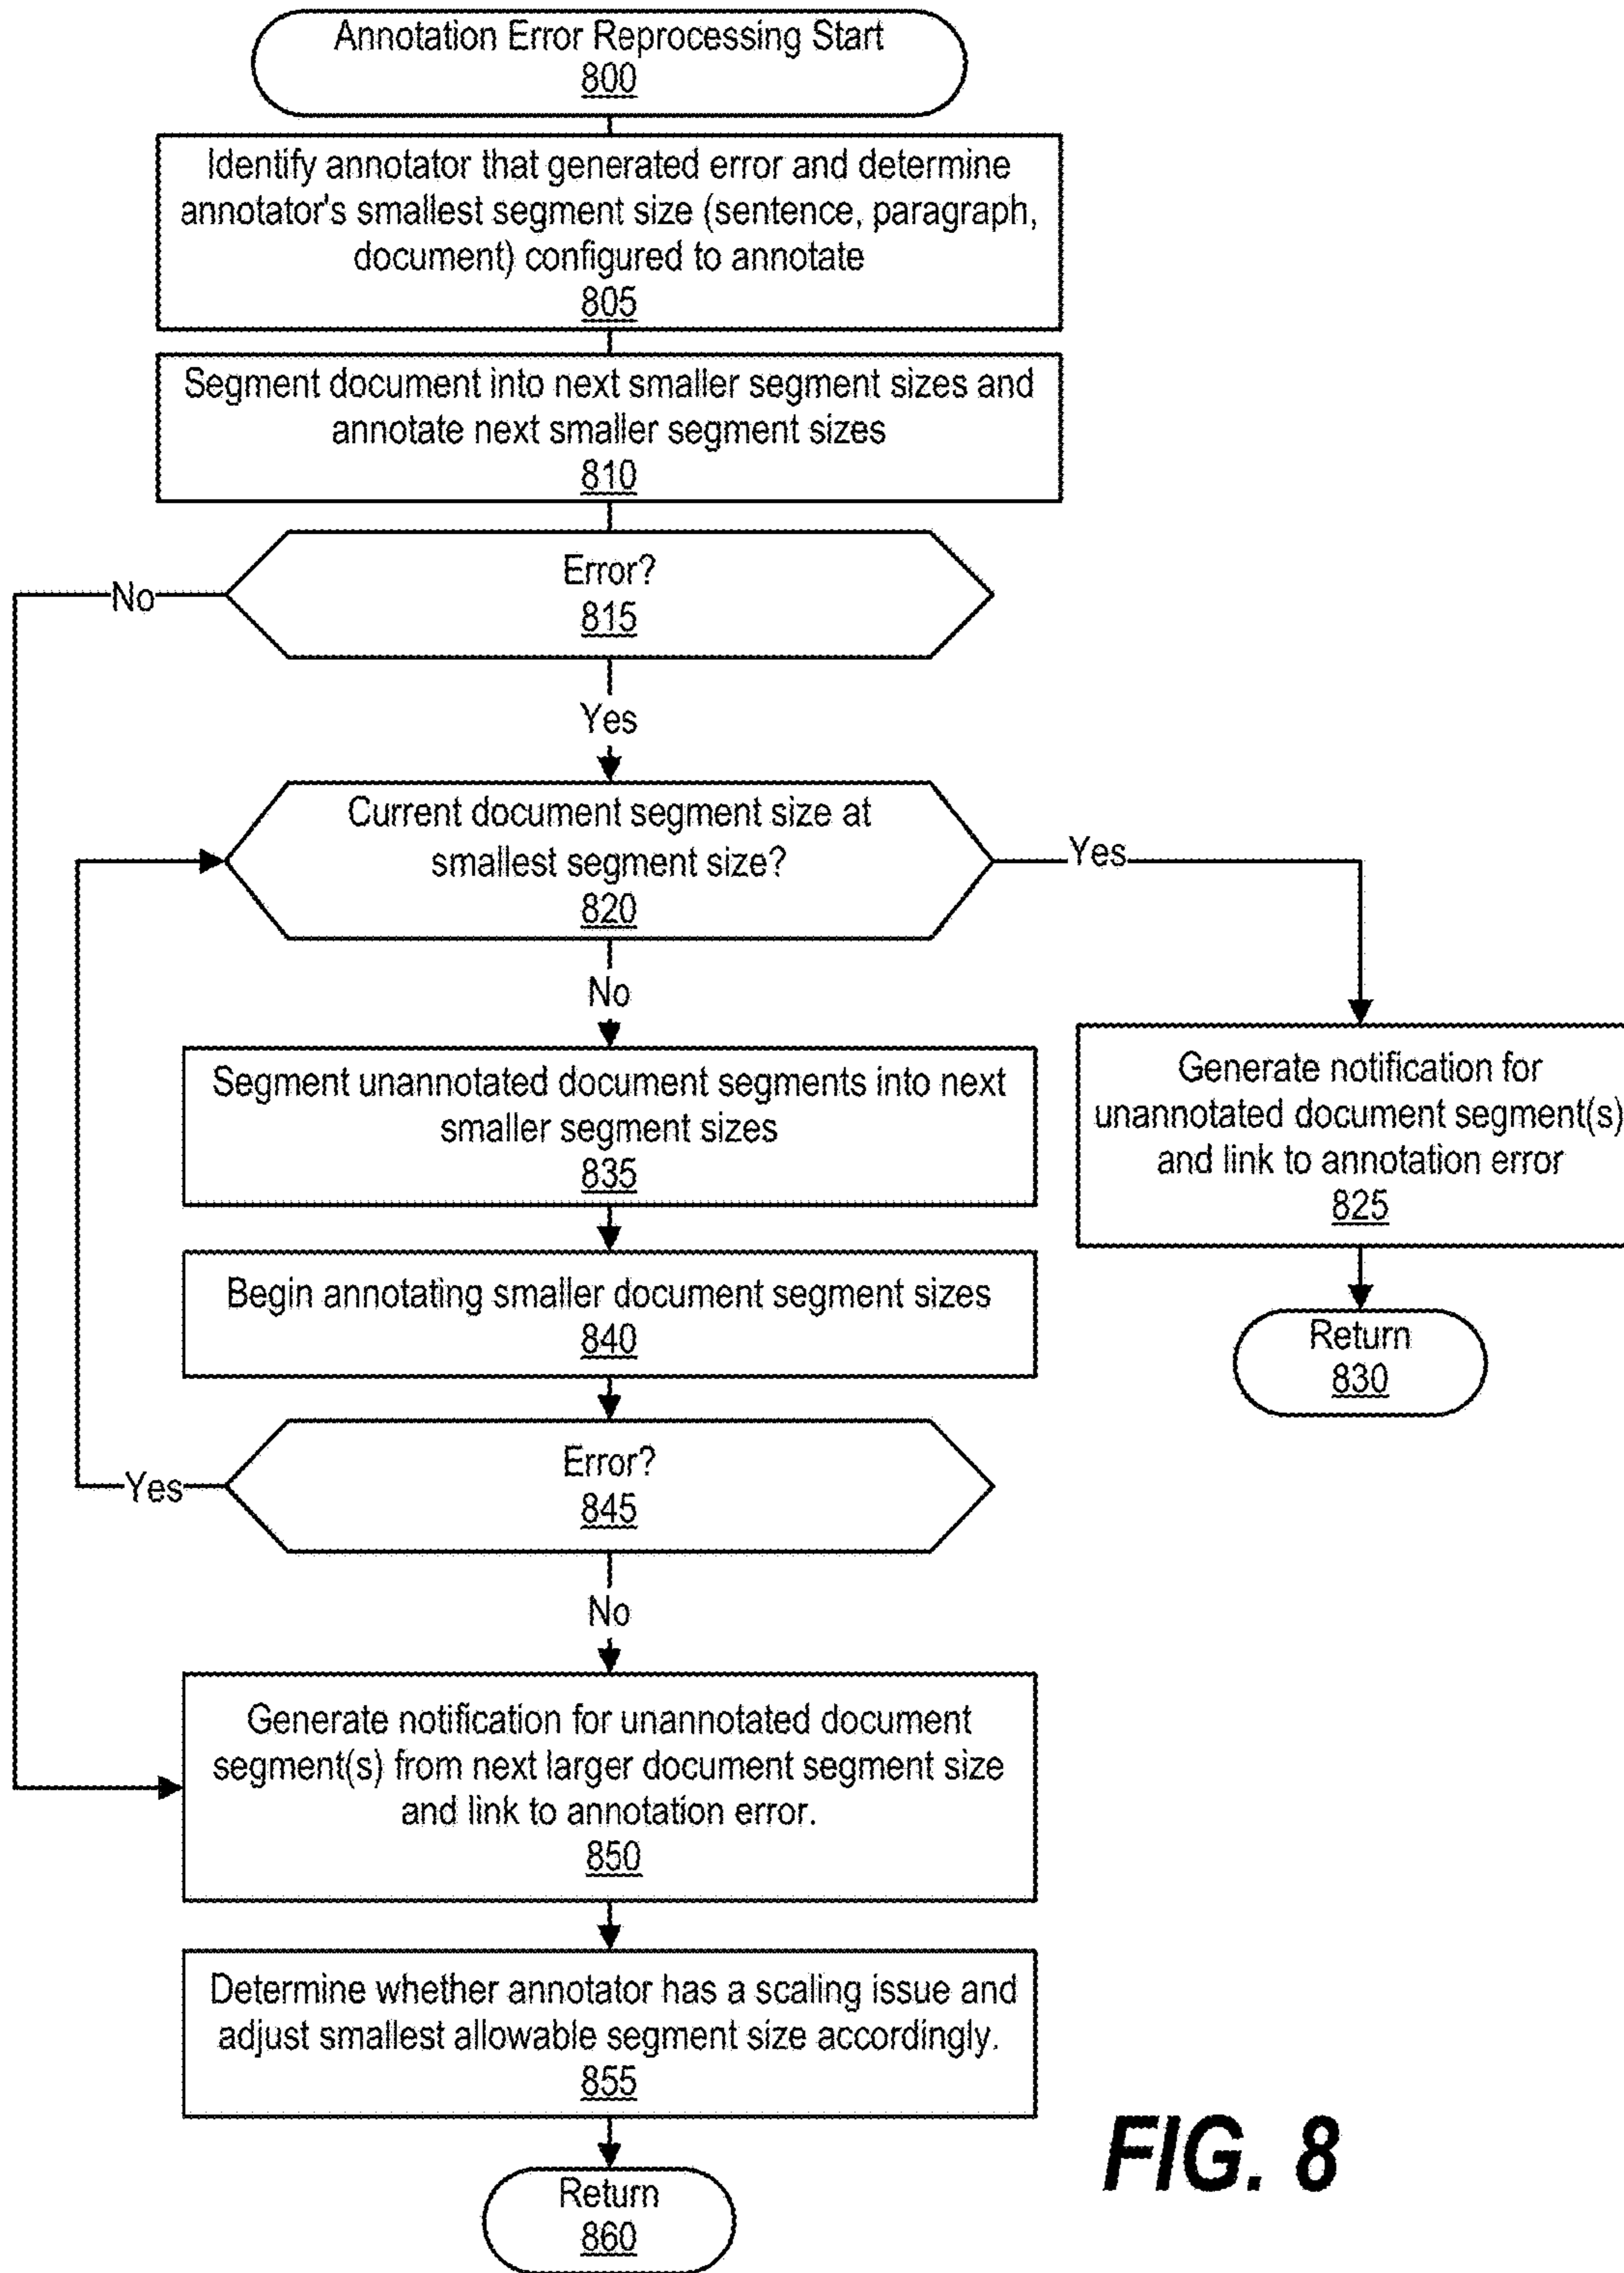 Annotation Error Reprocessing Start
800
Identify annotator that generated error and determine
annotator's smallest segment size (sentence, paragraph,
document) configured to annotate
805
Segment document into next smaller segment sizes and
annotate next smaller segment sizes
810
Error?
815
No
Yes
Current document segment size at
smallest segment size?
820
Yes
No
Generate notification for
unannotated document segment(s)
and link to annotation error
825
Return
830
Segment unannotated document segments into next
smaller segment sizes
835
Begin annotating smaller document segment sizes
840
Error?
845
Yes
No
Generate notification for unannotated document
segment(s) from next larger document segment size
and link to annotation error.
850
Determine whether annotator has a scaling issue and
adjust smallest allowable segment size accordingly.
855
Return
860
FIG. 8